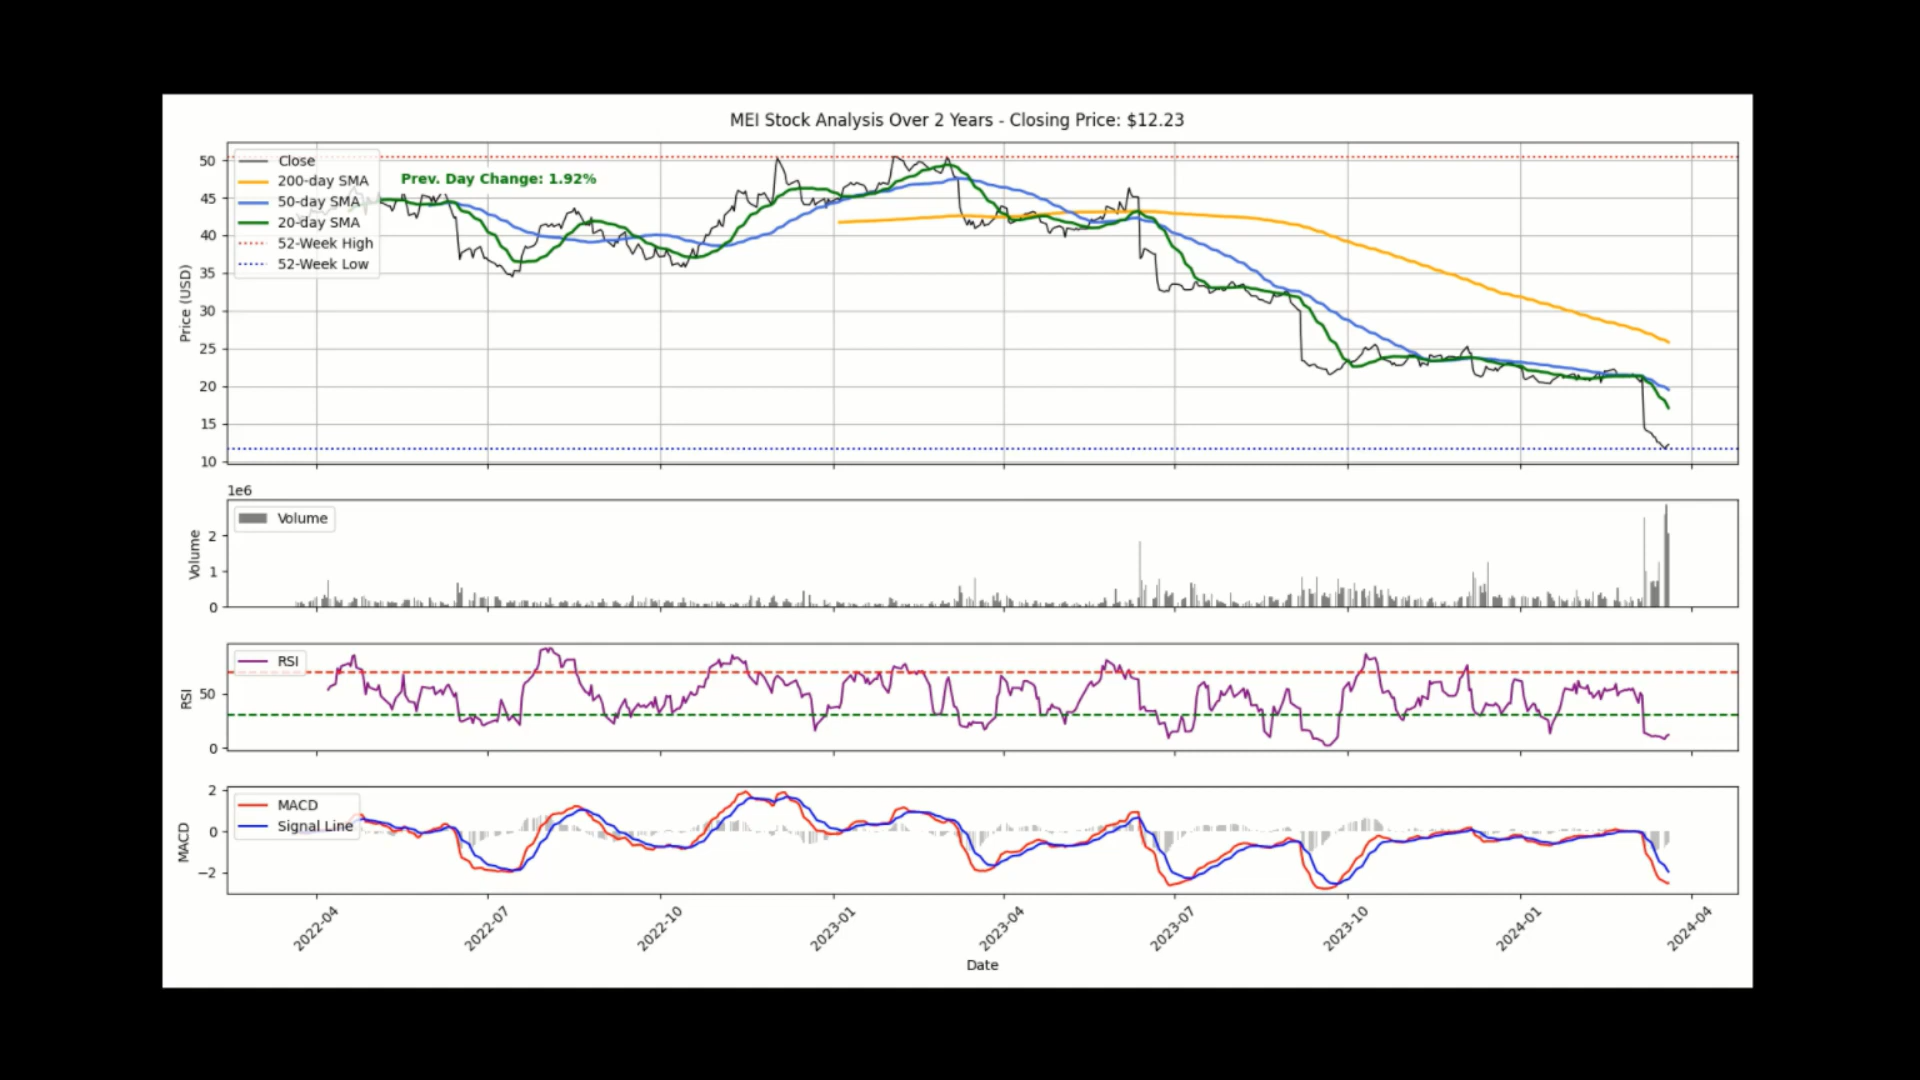 MEI Stock Analysis Over 2 Years - Closing Price: $12.23
Price (USD)
50
45
40
35
30
25
20
15
10
Close
200-day SMA
50-day SMA
20-day SMA
52-Week High
52-Week Low
Prev. Day Change: 1.92%
1e6
Volume
2
1
0
Volume
RSI
50
0
RSI
MACD
2
0
−2
MACD
Signal Line
2022-04
2022-07
2022-10
2023-01
2023-04
2023-07
2023-10
2024-01
2024-04
Date